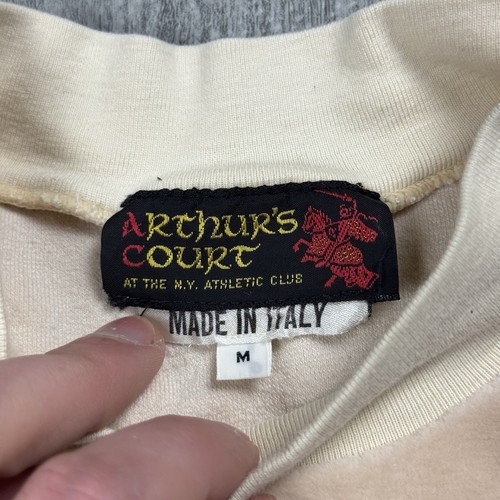 ARTHUR'S
COURT
AT THE N.Y. ATHLETIC CLUB
MADE IN ITALY
M